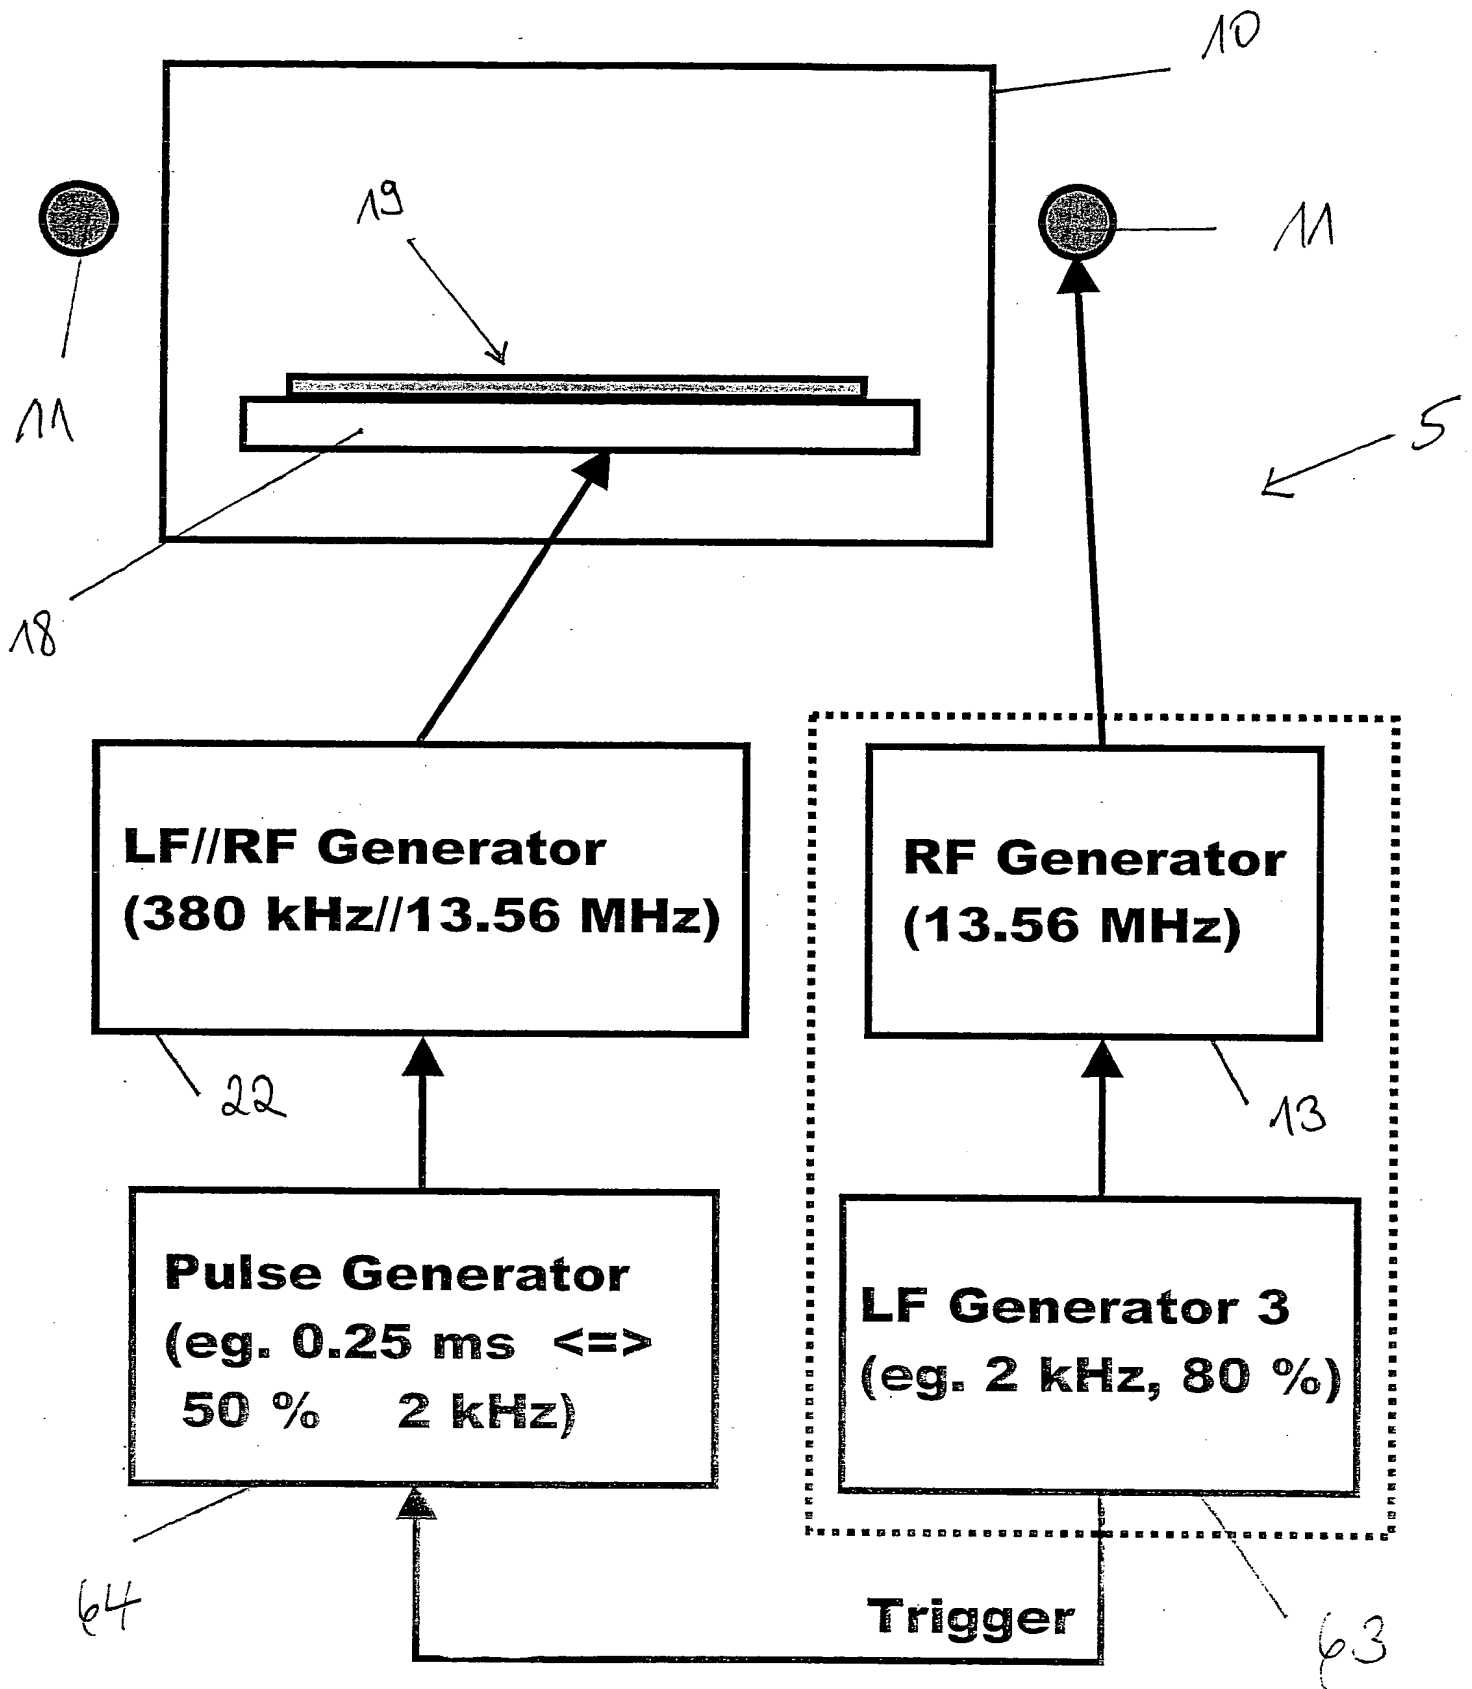 10
19
11
11
5
18
LF//RF Generator
(380 kHz//13.56 MHz)
RF Generator
(13.56 MHz)
22
13
Pulse Generator
(eg. 0.25 ms <=>
50 % 2 kHz)
LF Generator 3
(eg. 2 kHz, 80 %)
64
Trigger
63